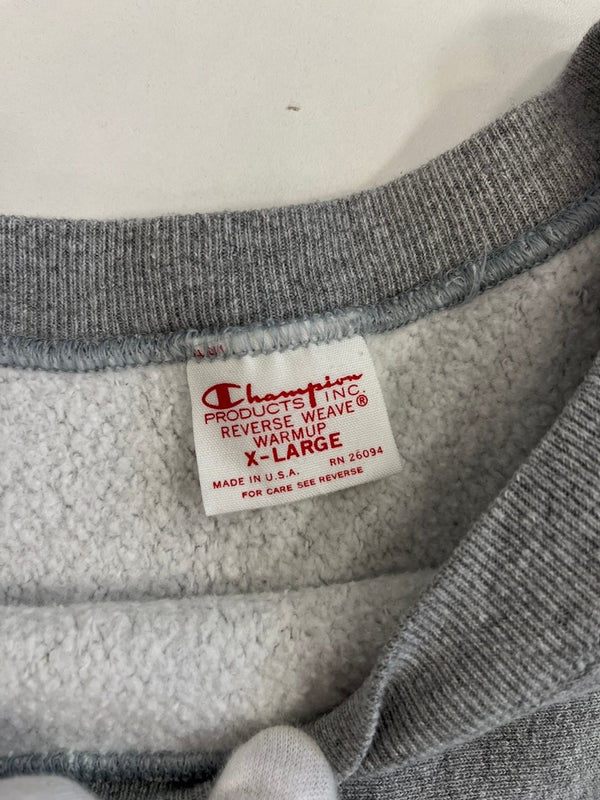 Champion
PRODUCTS INC.
REVERSE WEAVE®
WARMUP
X-LARGE
MADE IN U.S.A. RN 26094
FOR CARE SEE REVERSE